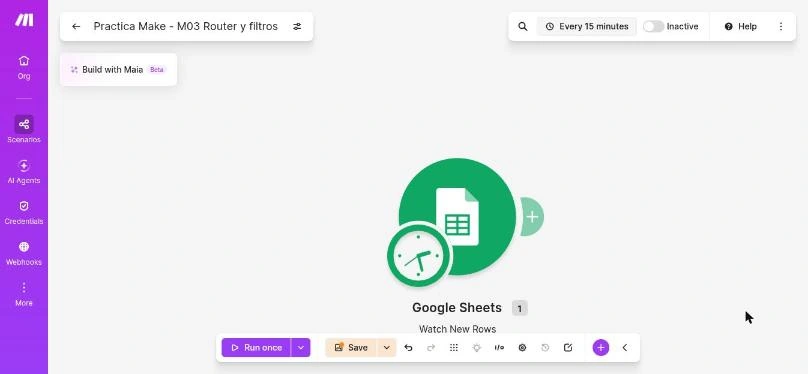 Practica Make - M03 Router y filtros
Every 15 minutes
Inactive
Help
Org
Build with Maia Beta
Scenarios
AI Agents
Credentials
Webhooks
More
Google Sheets 1
Watch New Rows
Run once
Save